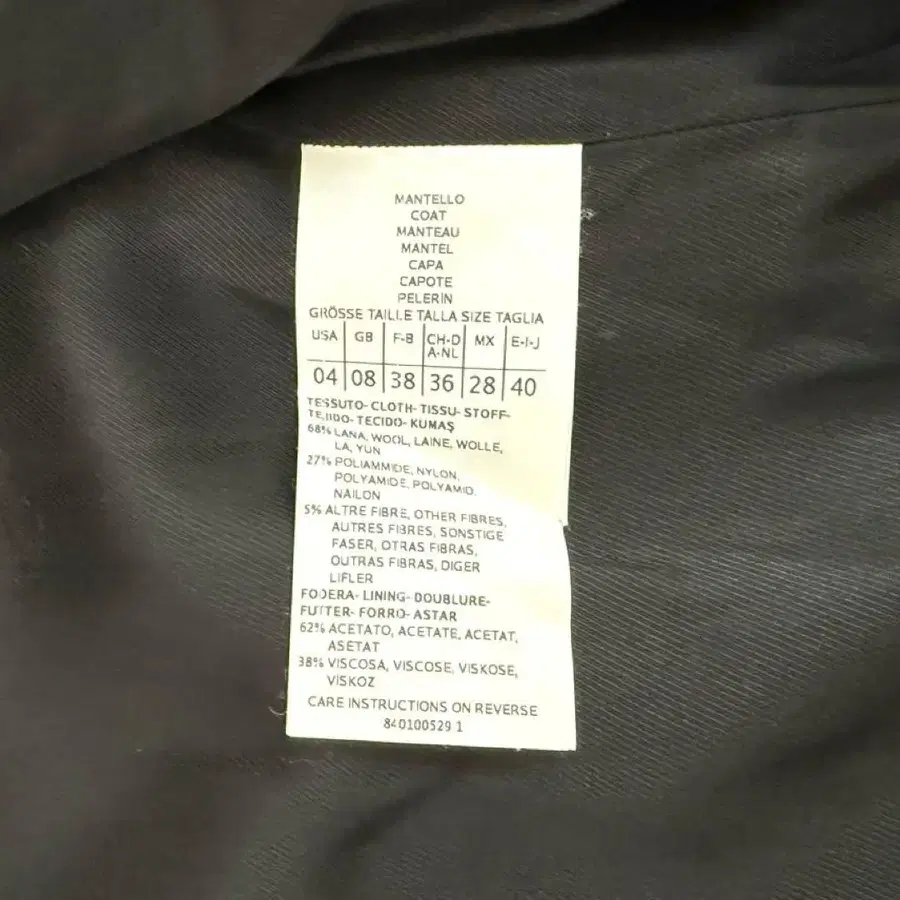 MANTELLO
COAT
MANTEAU
MANTEL
CAPA
CAPOTE
PELERİN
GRÖSSE TAILLE TALLA SIZE TAGLIA
USA GB F-B CH-D A-NL MX E-I-J
04 08 38 36 28 40
TESSUTO- CLOTH- TISSU- STOFF-
TEJIDO- TECIDO- KUMAŞ
68% LANA, WOOL, LAINE, WOLLE,
LA, YUN
27% POLIAMMIDE, NYLON,
POLYAMIDE, POLYAMID,
NAILON
5% ALTRE FIBRE, OTHER FIBRES,
AUTRES FIBRES, SONSTIGE
FASER, OTRAS FIBRAS,
OUTRAS FIBRAS, DIGER
LIFLER
FODERA- LINING- DOUBLURE-
FUTTER- FORRO- ASTAR
62% ACETATO, ACETATE, ACETAT,
ASETAT
38% VISCOSA, VISCOSE, VISKOSE,
VISKOZ
CARE INSTRUCTIONS ON REVERSE
840100529 1